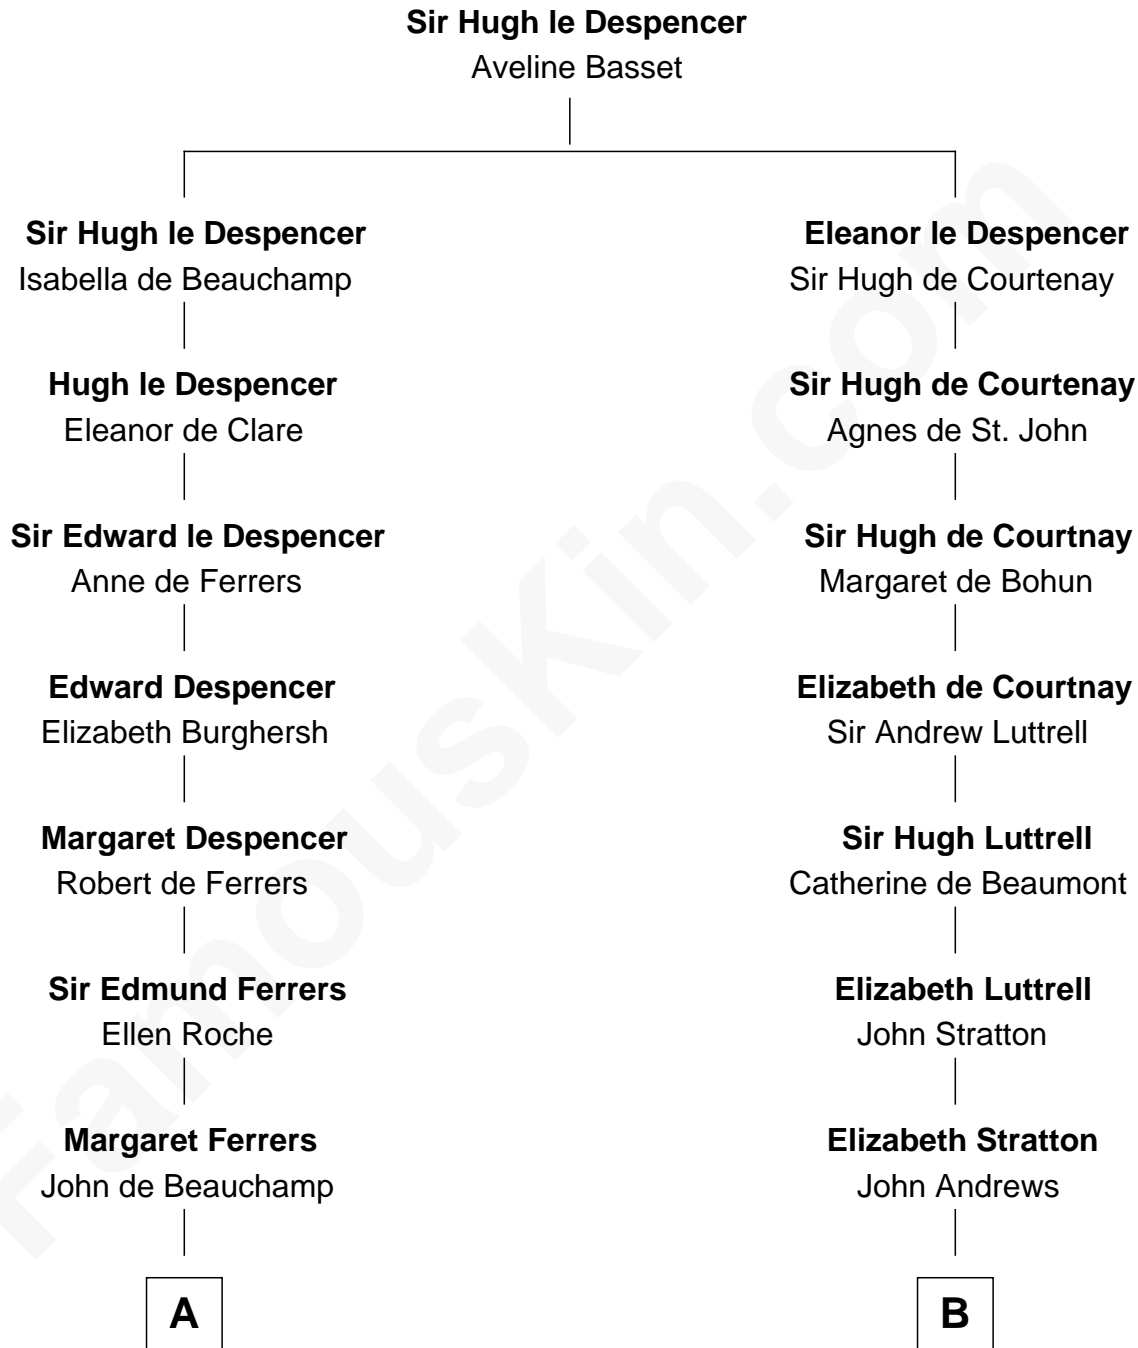 Sir Hugh le Despencer
Aveline Basset
Sir Hugh le Despencer
Isabella de Beauchamp
Eleanor le Despencer
Sir Hugh de Courtenay
Hugh le Despencer
Eleanor de Clare
Sir Hugh de Courtenay
Agnes de St. John
Sir Edward le Despencer
Anne de Ferrers
Sir Hugh de Courtnay
Margaret de Bohun
Edward Despencer
Elizabeth Burghersh
Elizabeth de Courtnay
Sir Andrew Luttrell
Margaret Despencer
Robert de Ferrers
Sir Hugh Luttrell
Catherine de Beaumont
Sir Edmund Ferrers
Ellen Roche
Elizabeth Luttrell
John Stratton
Margaret Ferrers
John de Beauchamp
Elizabeth Stratton
John Andrews
A
B
FamousKin.com